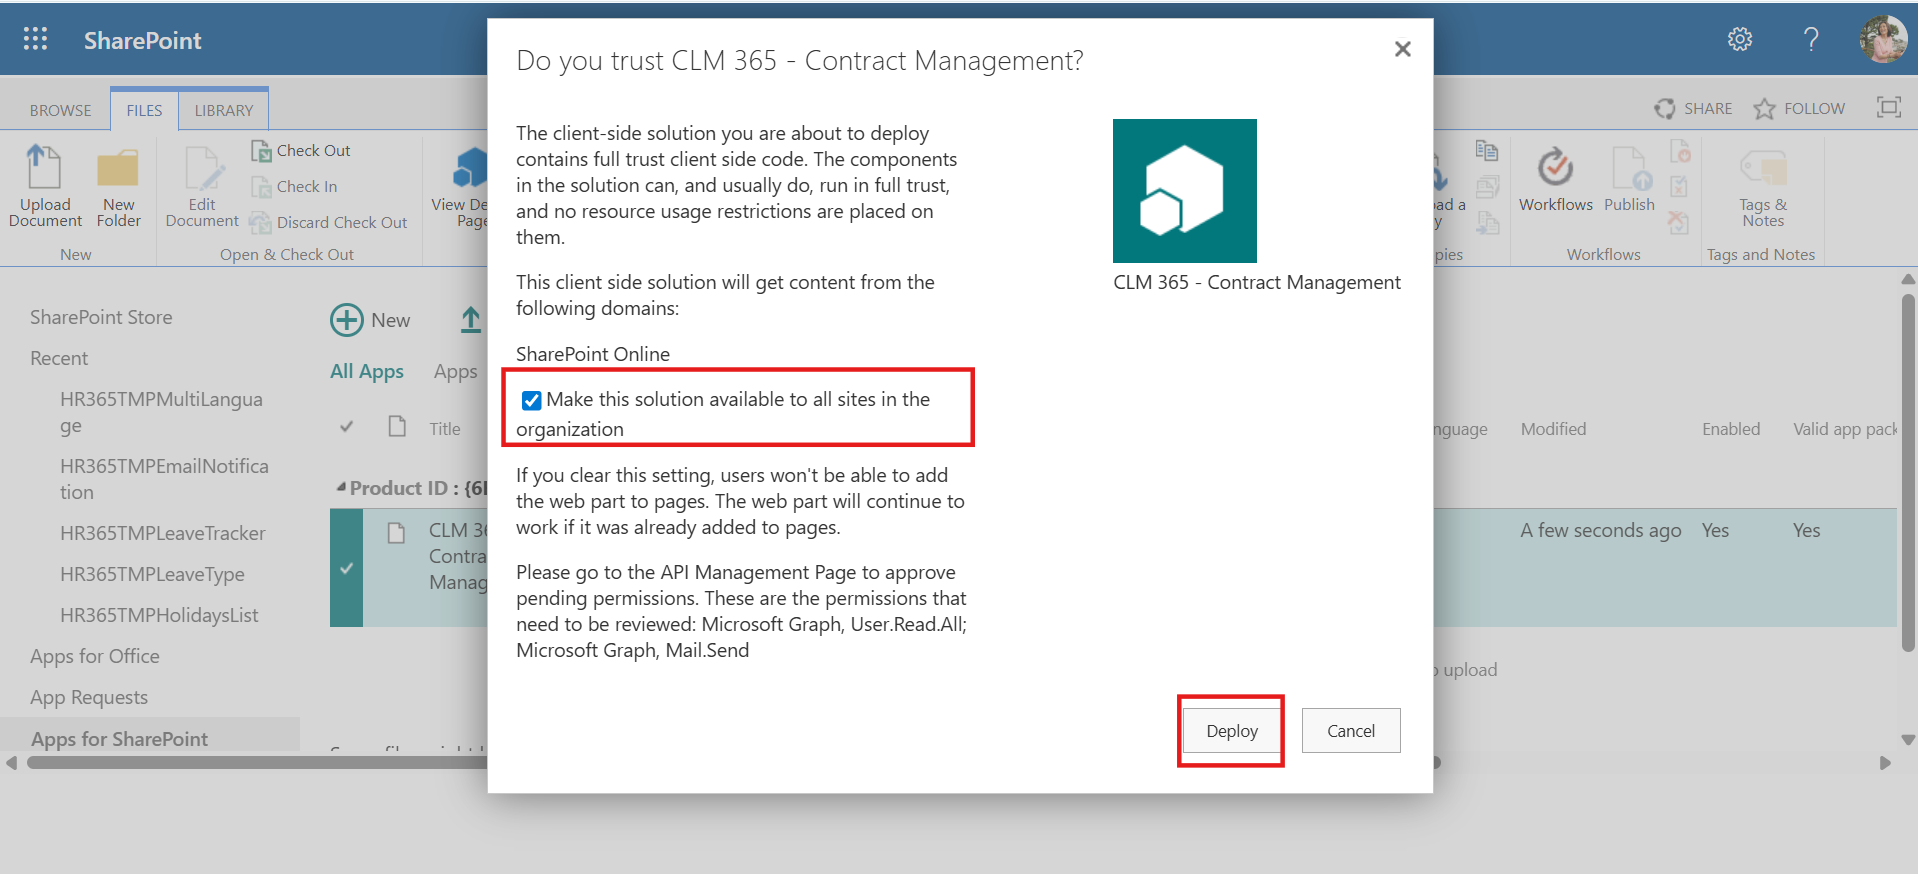 SharePoint
BROWSE
FILES
LIBRARY
SHARE
FOLLOW
Upload
Document
New
Folder
New
Edit
Document
Check Out
Check In
Discard Check Out
Open & Check Out
View De
Page
ad a
y
pies
Workflows
Publish
Workflows
Tags &
Notes
Tags and Notes
SharePoint Store
Recent
HR365TMPMultiLangua
ge
HR365TMPEmailNotifica
tion
HR365TMPLeaveTracker
HR365TMPLeaveType
HR365TMPHolidaysList
Apps for Office
App Requests
Apps for SharePoint
New
All Apps
Apps
Title
nguage
Modified
Enabled
Valid app pack
Product ID : {6
CLM 36
Contra
Manag
A few seconds ago
Yes
Yes
upload
Do you trust CLM 365 - Contract Management?
The client-side solution you are about to deploy
contains full trust client side code. The components
in the solution can, and usually do, run in full trust,
and no resource usage restrictions are placed on
them.
This client side solution will get content from the
following domains:
SharePoint Online
Make this solution available to all sites in the
organization
If you clear this setting, users won't be able to add
the web part to pages. The web part will continue to
work if it was already added to pages.
Please go to the API Management Page to approve
pending permissions. These are the permissions that
need to be reviewed: Microsoft Graph, User.Read.All;
Microsoft Graph, Mail.Send
CLM 365 - Contract Management
Deploy
Cancel